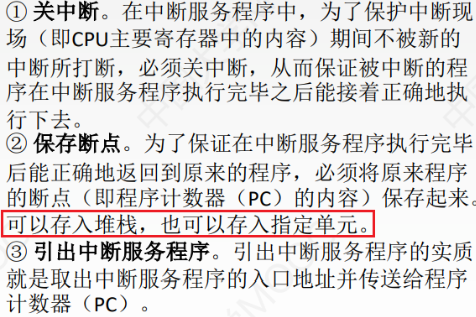 ① 关中断。在中断服务程序中，为了保护中断现
场（即CPU主要寄存器中的内容）期间不被新的
中断所打断，必须关中断，从而保证被中断的程
序在中断服务程序执行完毕之后能接着正确地执
行下去。
② 保存断点。为了保证在中断服务程序执行完毕
后能正确地返回到原来的程序，必须将原来程序
的断点（即程序计数器（PC）的内容）保存起来。
可以存入堆栈，也可以存入指定单元。
③ 引出中断服务程序。引出中断服务程序的实质
就是取出中断服务程序的入口地址并传送给程序
计数器（PC）。